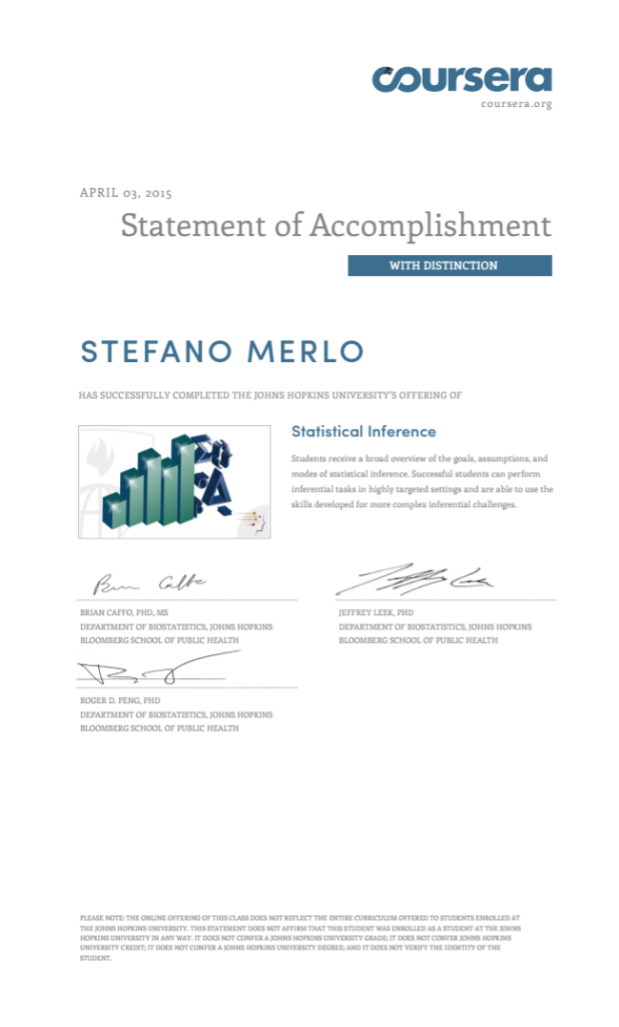 coursera
coursera.org
APRIL 03, 2015
Statement of Accomplishment
WITH DISTINCTION
STEFANO MERLO
HAS SUCCESSFULLY COMPLETED THE JOHNS HOPKINS UNIVERSITY'S OFFERING OF
Statistical Inference
Students receive a broad overview of the goals, assumptions, and
modes of statistical inference. Successful students can perform
inferential tasks in highly targeted settings and are able to use the
skills developed for more complex inferential challenges.
BRIAN CAFFO, PHD, MS
DEPARTMENT OF BIOSTATISTICS, JOHNS HOPKINS
BLOOMBERG SCHOOL OF PUBLIC HEALTH
JEFFREY LEEK, PHD
DEPARTMENT OF BIOSTATISTICS, JOHNS HOPKINS
BLOOMBERG SCHOOL OF PUBLIC HEALTH
ROGER D. PENG, PHD
DEPARTMENT OF BIOSTATISTICS, JOHNS HOPKINS
BLOOMBERG SCHOOL OF PUBLIC HEALTH
PLEASE NOTE: THE ONLINE OFFERING OF THIS CLASS DOES NOT REFLECT THE ENTIRE CURRICULUM OFFERED TO STUDENTS ENROLLED AT
THE JOHNS HOPKINS UNIVERSITY. THIS STATEMENT DOES NOT AFFIRM THAT THIS STUDENT WAS ENROLLED AS A STUDENT AT THE JOHNS
HOPKINS UNIVERSITY IN ANY WAY. IT DOES NOT CONFER A JOHNS HOPKINS UNIVERSITY GRADE; IT DOES NOT CONFER JOHNS HOPKINS
UNIVERSITY CREDIT; IT DOES NOT CONFER A JOHNS HOPKINS UNIVERSITY DEGREE; AND IT DOES NOT VERIFY THE IDENTITY OF THE
STUDENT.